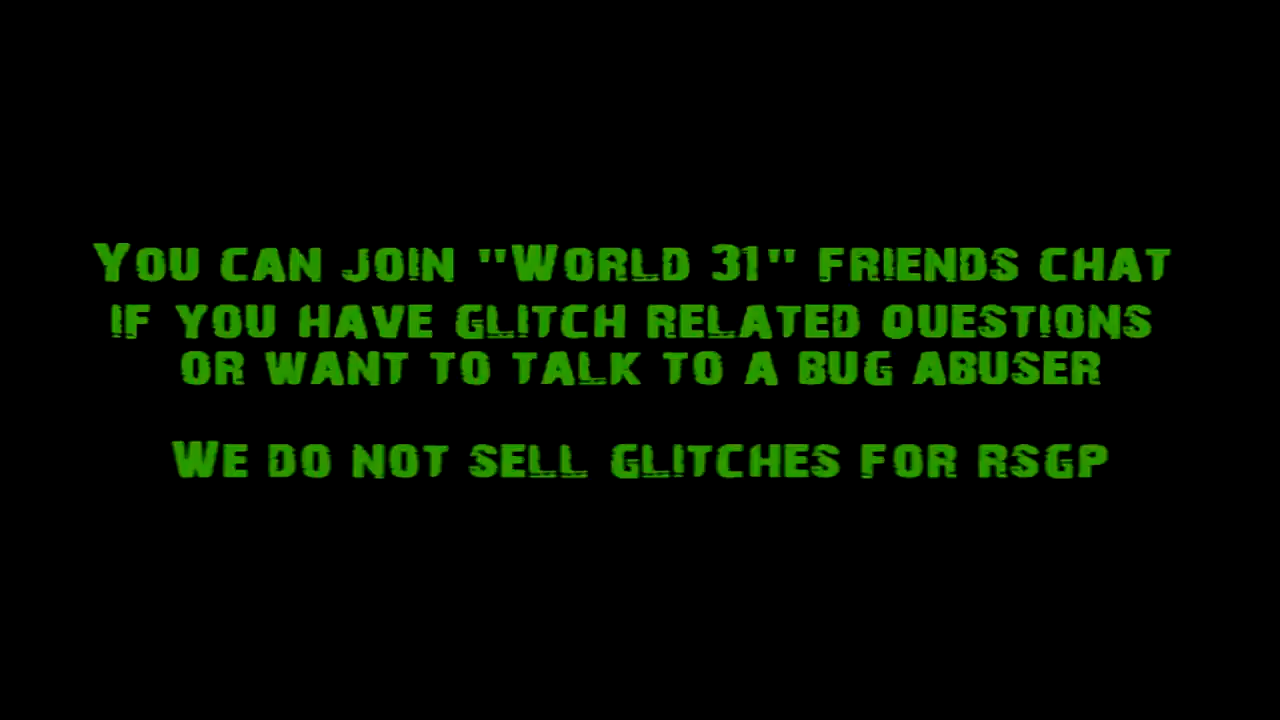 You can join "World 31" friends chat
if you have glitch related questions
or want to talk to a bug abuser
We do not sell glitches for rsgp